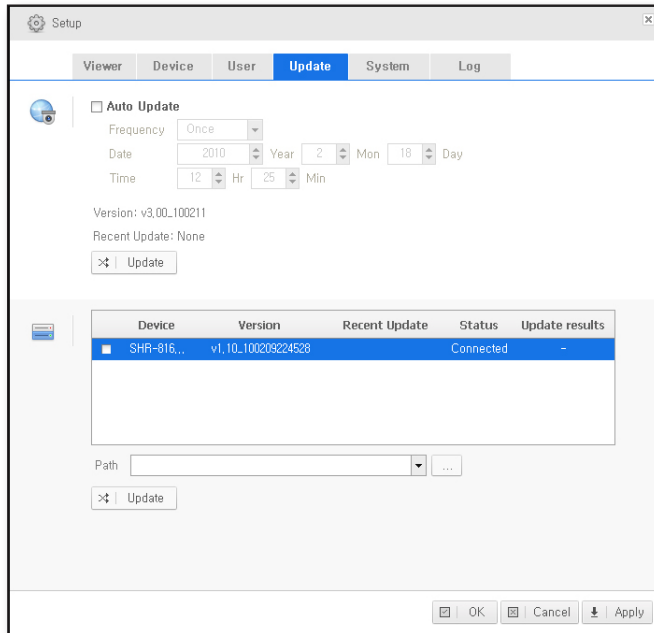 Setup
Viewer Device User Update System Log
Auto Update
Frequency Once
Date 2010 Year 2 Mon 18 Day
Time 12 Hr 25 Min
Version: v3.00_100211
Recent Update: None
Update
Device Version Recent Update Status Update results
SHR-816... v1.10_100209224528 Connected -
Path ...
Update
OK Cancel Apply